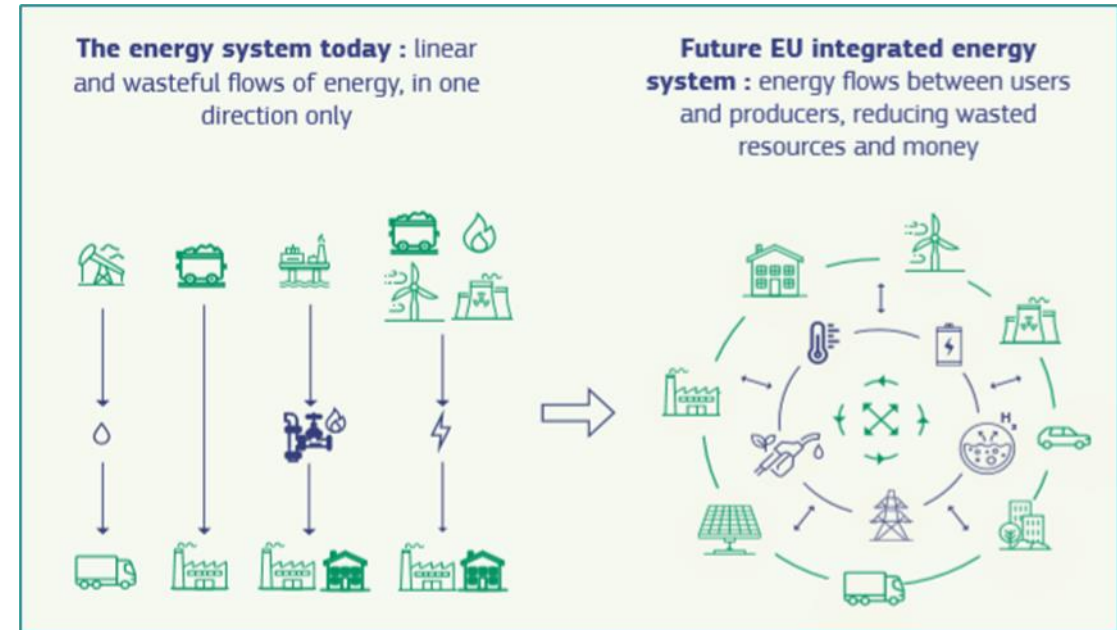 The energy system today : linear
and wasteful flows of energy, in one
direction only
Future EU integrated energy
system : energy flows between users
and producers, reducing wasted
resources and money
H